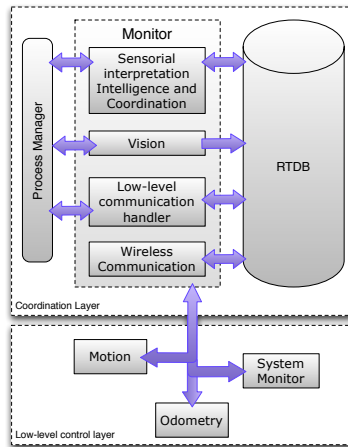 Monitor
Process Manager
Sensorial
interpretation
Intelligence and
Coordination
Vision
RTDB
Low-level
communication
handler
Wireless
Communication
Coordination Layer
Motion
System
Monitor
Odometry
Low-level control layer